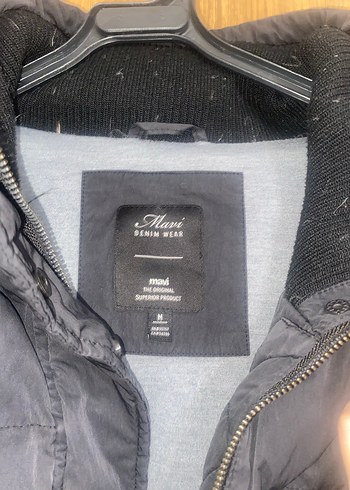 Mavi
DENIM WEAR
mavi
THE ORIGINAL
SUPERIOR PRODUCT
M